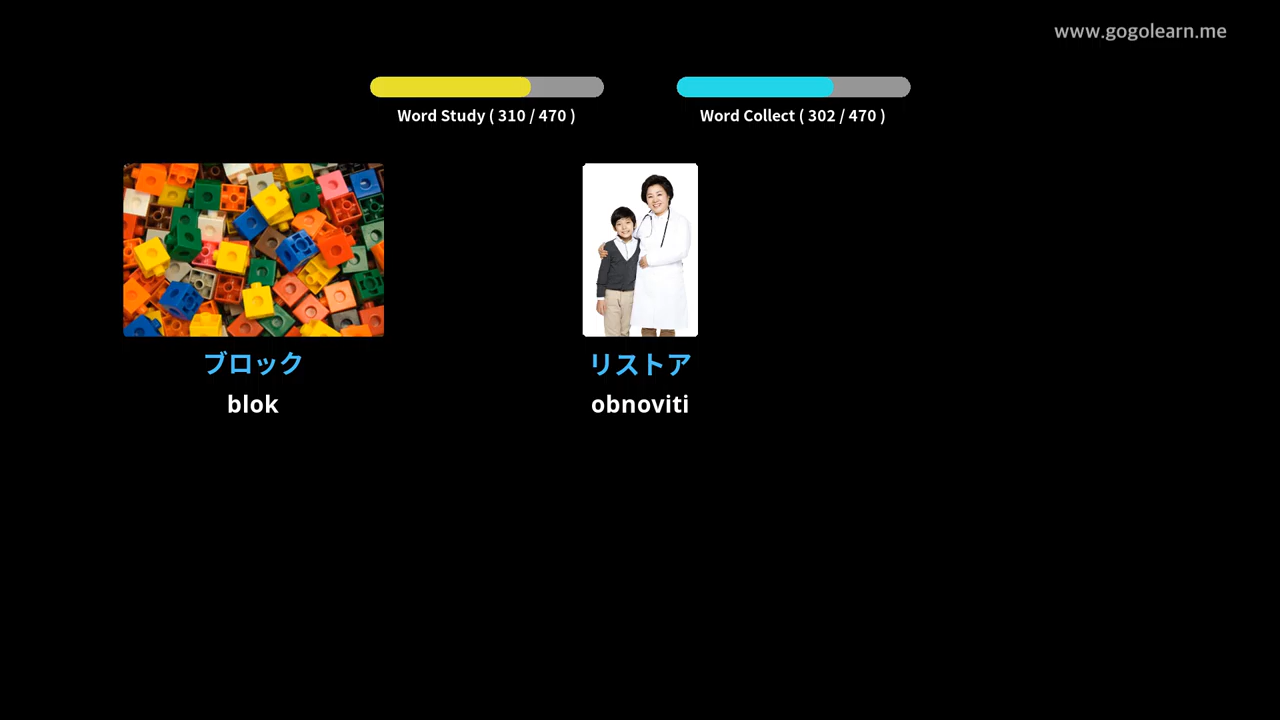 www.gogolearn.me
Word Study ( 310 / 470 )
Word Collect ( 302 / 470 )
ブロック
blok
リストア
obnoviti